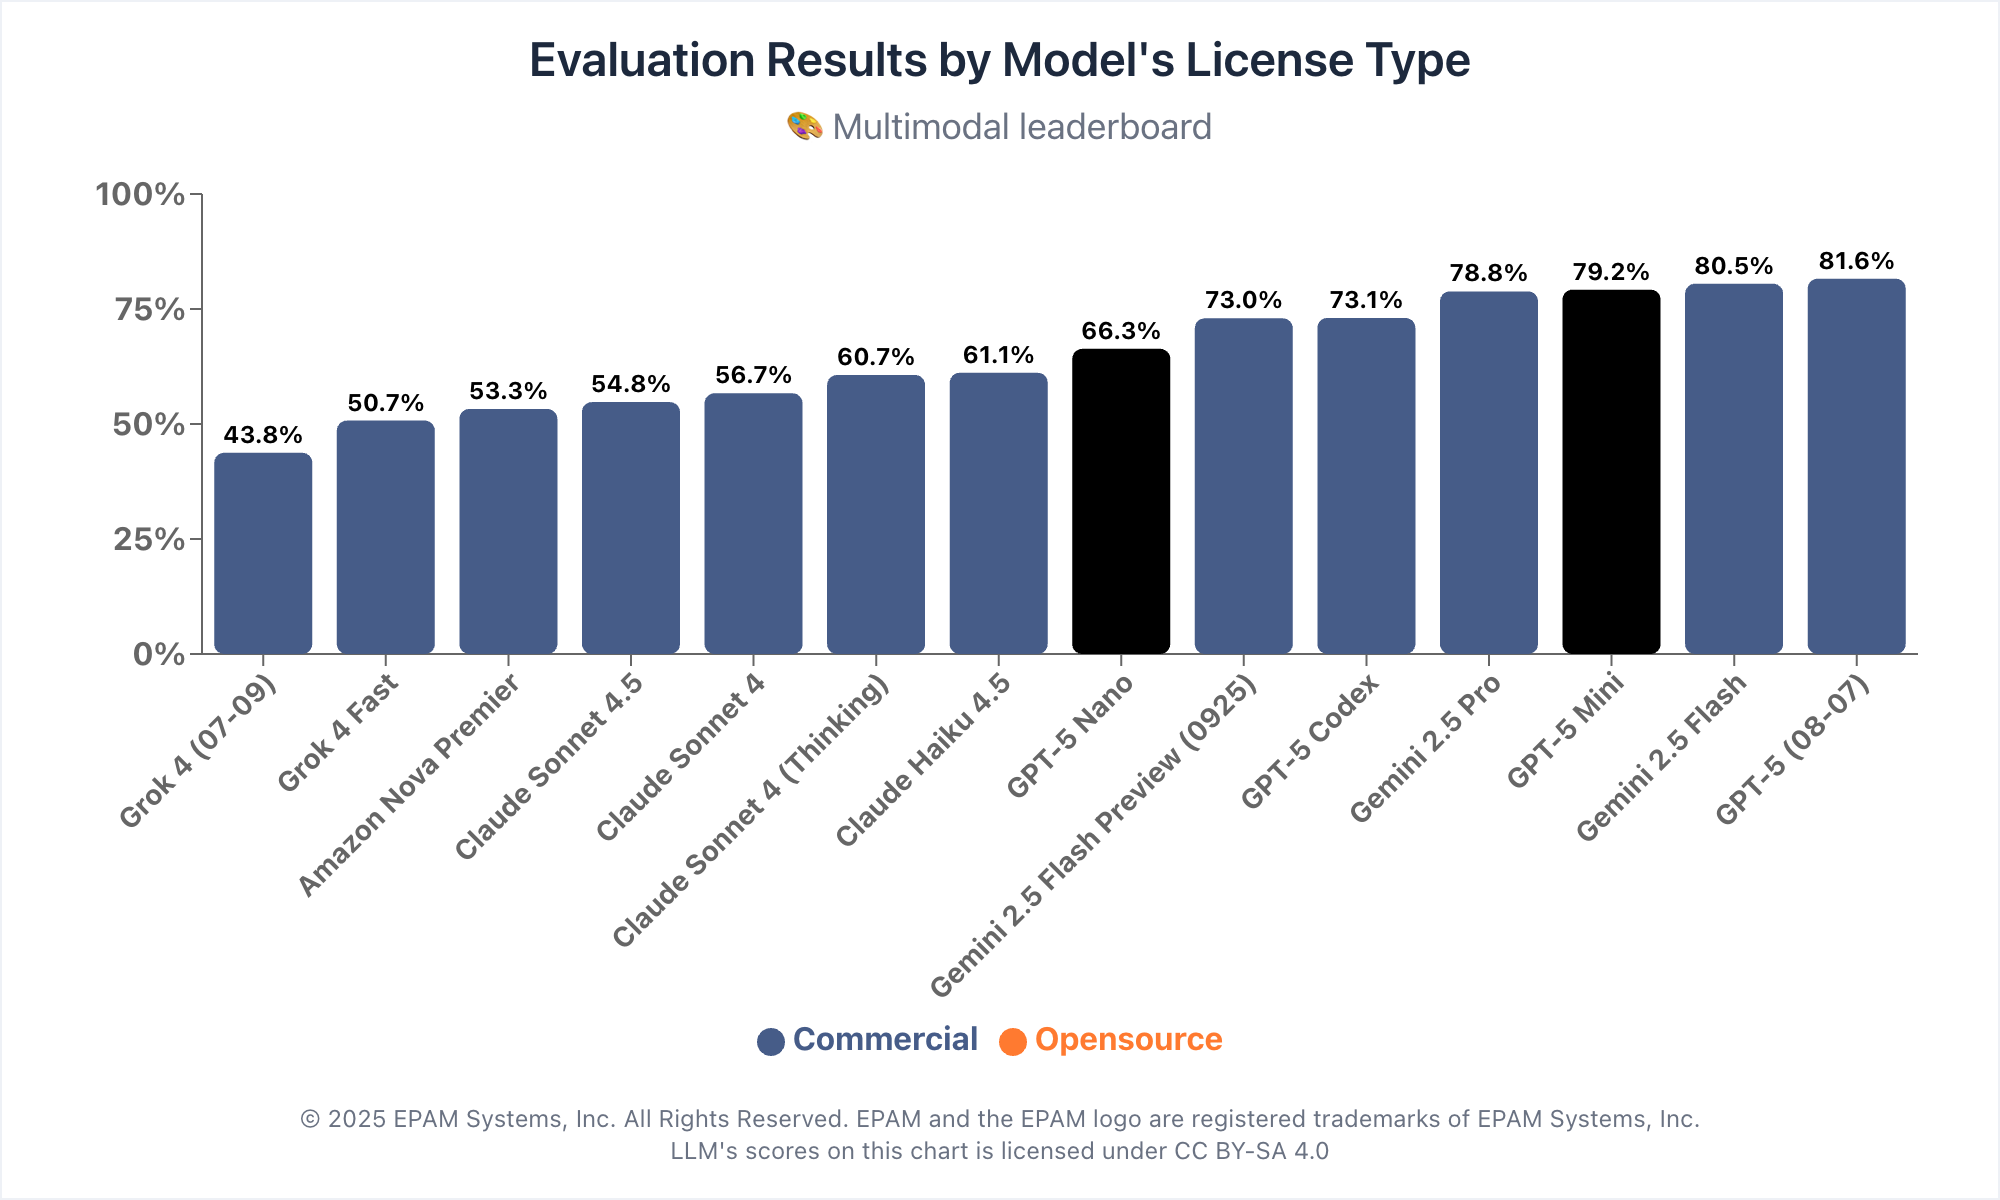 Evaluation Results by Model's License Type
🎨 Multimodal leaderboard
100%
75%
50%
25%
0%
43.8%
50.7%
53.3%
54.8%
56.7%
60.7%
61.1%
66.3%
73.0%
73.1%
78.8%
79.2%
80.5%
81.6%
Grok 4 (07-09)
Grok 4 Fast
Amazon Nova Premier
Claude Sonnet 4.5
Claude Sonnet 4
Claude Sonnet 4 (Thinking)
Claude Haiku 4.5
GPT-5 Nano
Gemini 2.5 Flash Preview (0925)
GPT-5 Codex
Gemini 2.5 Pro
GPT-5 Mini
Gemini 2.5 Flash
GPT-5 (08-07)
Commercial Opensource
© 2025 EPAM Systems, Inc. All Rights Reserved. EPAM and the EPAM logo are registered trademarks of EPAM Systems, Inc.
LLM's scores on this chart is licensed under CC BY-SA 4.0